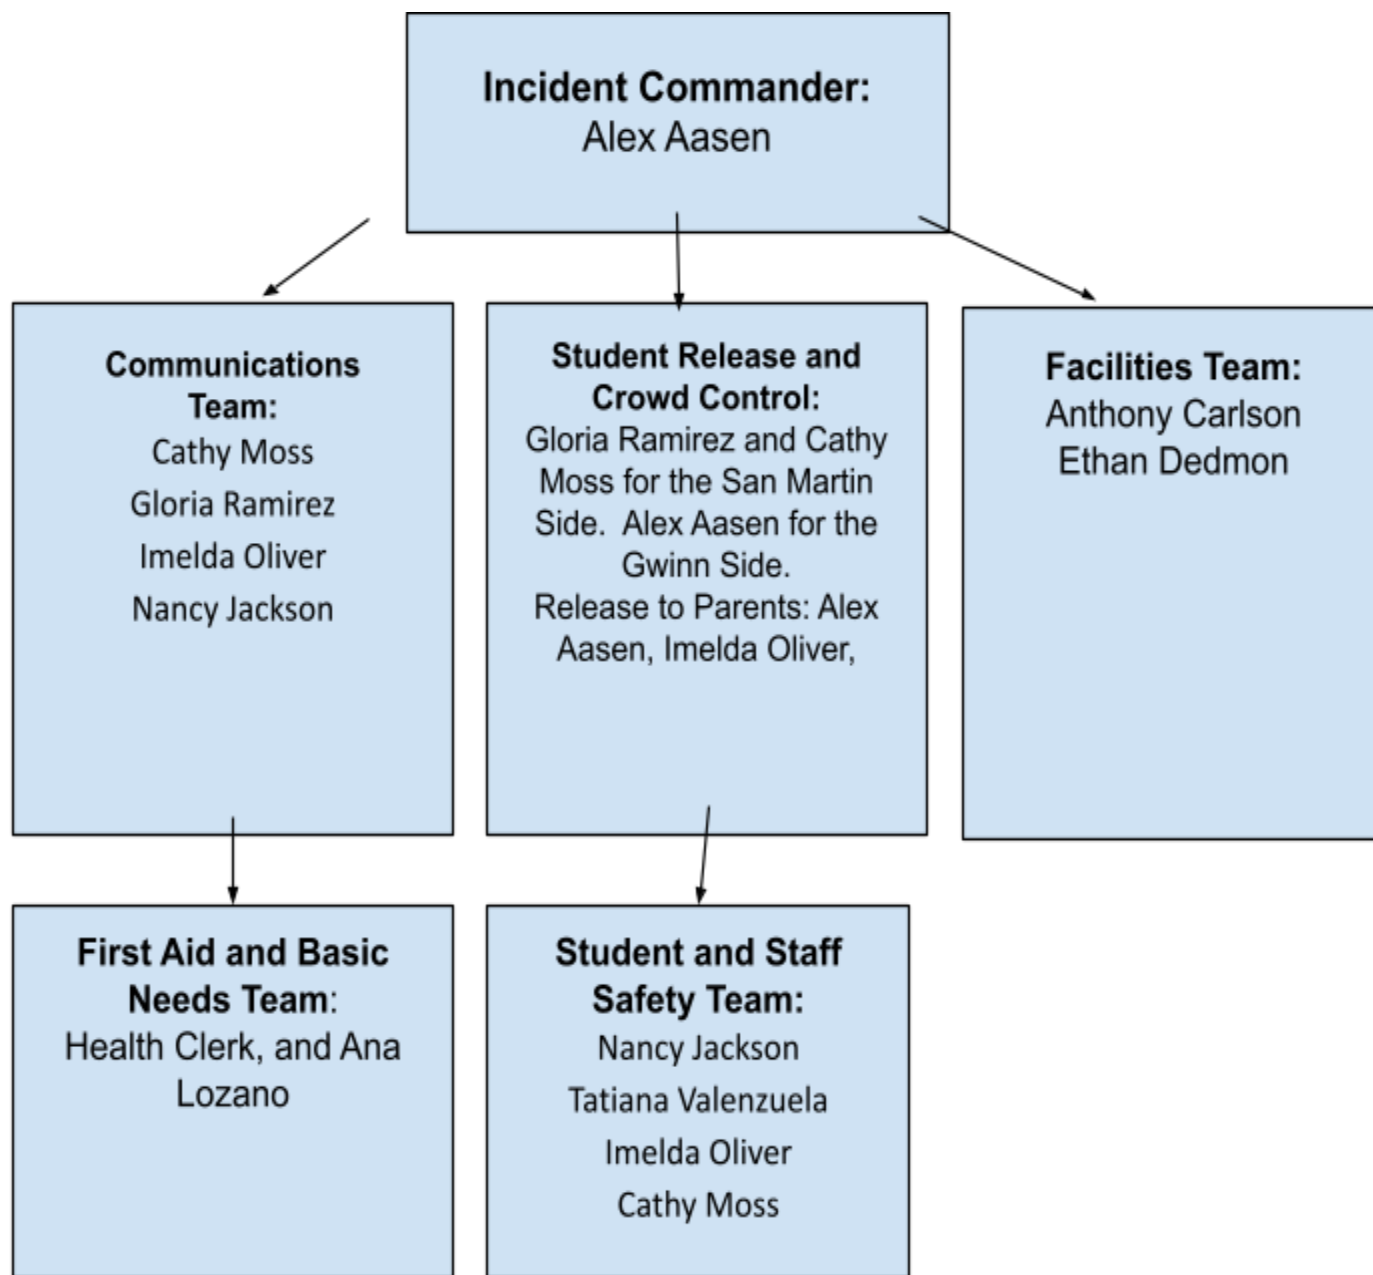 Incident Commander:
Alex Aasen
Communications
Team:
Cathy Moss
Gloria Ramirez
Imelda Oliver
Nancy Jackson
Student Release and
Crowd Control:
Gloria Ramirez and Cathy
Moss for the San Martin
Side.  Alex Aasen for the
Gwinn Side.
Release to Parents: Alex
Aasen, Imelda Oliver,
Facilities Team:
Anthony Carlson
Ethan Dedmon
First Aid and Basic
Needs Team:
Health Clerk, and Ana
Lozano
Student and Staff
Safety Team:
Nancy Jackson
Tatiana Valenzuela
Imelda Oliver
Cathy Moss